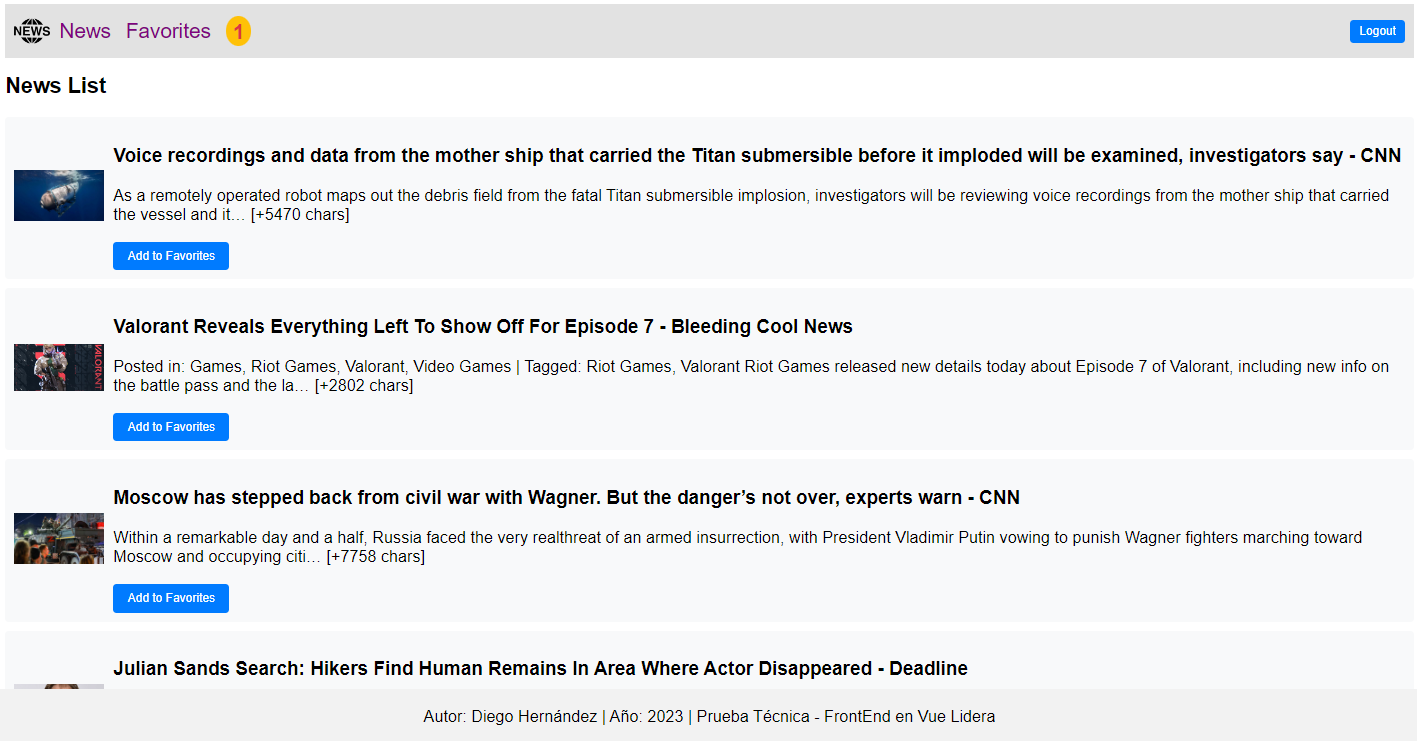 NEWS News Favorites 1 Logout
News List
Voice recordings and data from the mother ship that carried the Titan submersible before it imploded will be examined, investigators say - CNN
As a remotely operated robot maps out the debris field from the fatal Titan submersible implosion, investigators will be reviewing voice recordings from the mother ship that carried
the vessel and it… [+5470 chars]
Add to Favorites
Valorant Reveals Everything Left To Show Off For Episode 7 - Bleeding Cool News
VALORANT
Posted in: Games, Riot Games, Valorant, Video Games | Tagged: Riot Games, Valorant Riot Games released new details today about Episode 7 of Valorant, including new info on
the battle pass and the la… [+2802 chars]
Add to Favorites
Moscow has stepped back from civil war with Wagner. But the danger’s not over, experts warn - CNN
Within a remarkable day and a half, Russia faced the very realthreat of an armed insurrection, with President Vladimir Putin vowing to punish Wagner fighters marching toward
Moscow and occupying citi… [+7758 chars]
Add to Favorites
Julian Sands Search: Hikers Find Human Remains In Area Where Actor Disappeared - Deadline
Autor: Diego Hernández | Año: 2023 | Prueba Técnica - FrontEnd en Vue Lidera